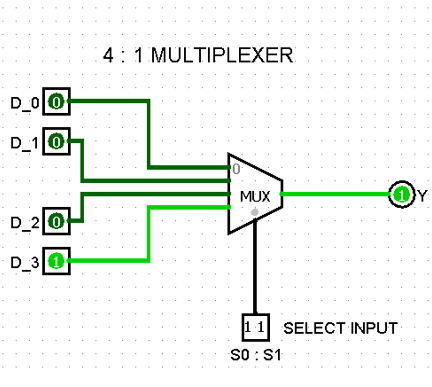 4 : 1 MULTIPLEXER
D_0 0
D_1 0
0
MUX
1 Y
D_2 0
D_3 1
1 1 SELECT INPUT
S0 : S1